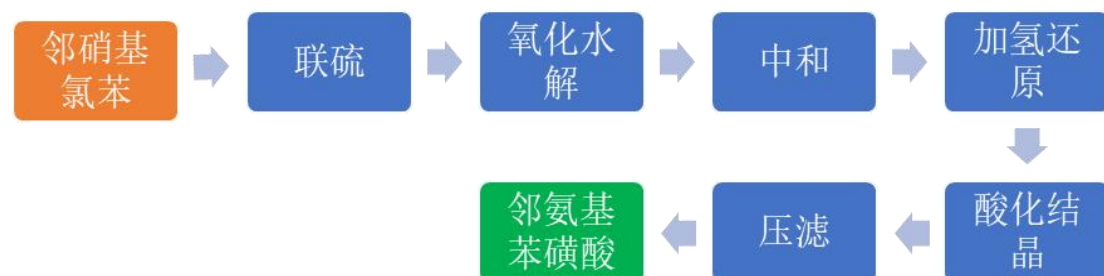 邻硝基
氯苯
联硫
氧化水
解
中和
加氢还
原
酸化结
晶
压滤
邻氨基
苯磺酸